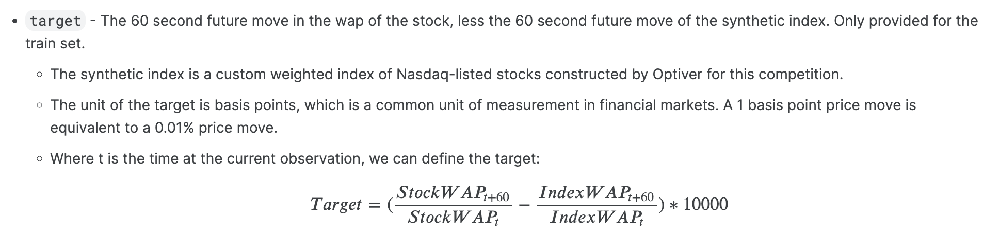 • target - The 60 second future move in the wap of the stock, less the 60 second future move of the synthetic index. Only provided for the
train set.
◦ The synthetic index is a custom weighted index of Nasdaq-listed stocks constructed by Optiver for this competition.
◦ The unit of the target is basis points, which is a common unit of measurement in financial markets. A 1 basis point price move is
equivalent to a 0.01% price move.
◦ Where t is the time at the current observation, we can define the target:
Target = (StockWAP_{t+60} / StockWAP_t − IndexWAP_{t+60} / IndexWAP_t) * 10000